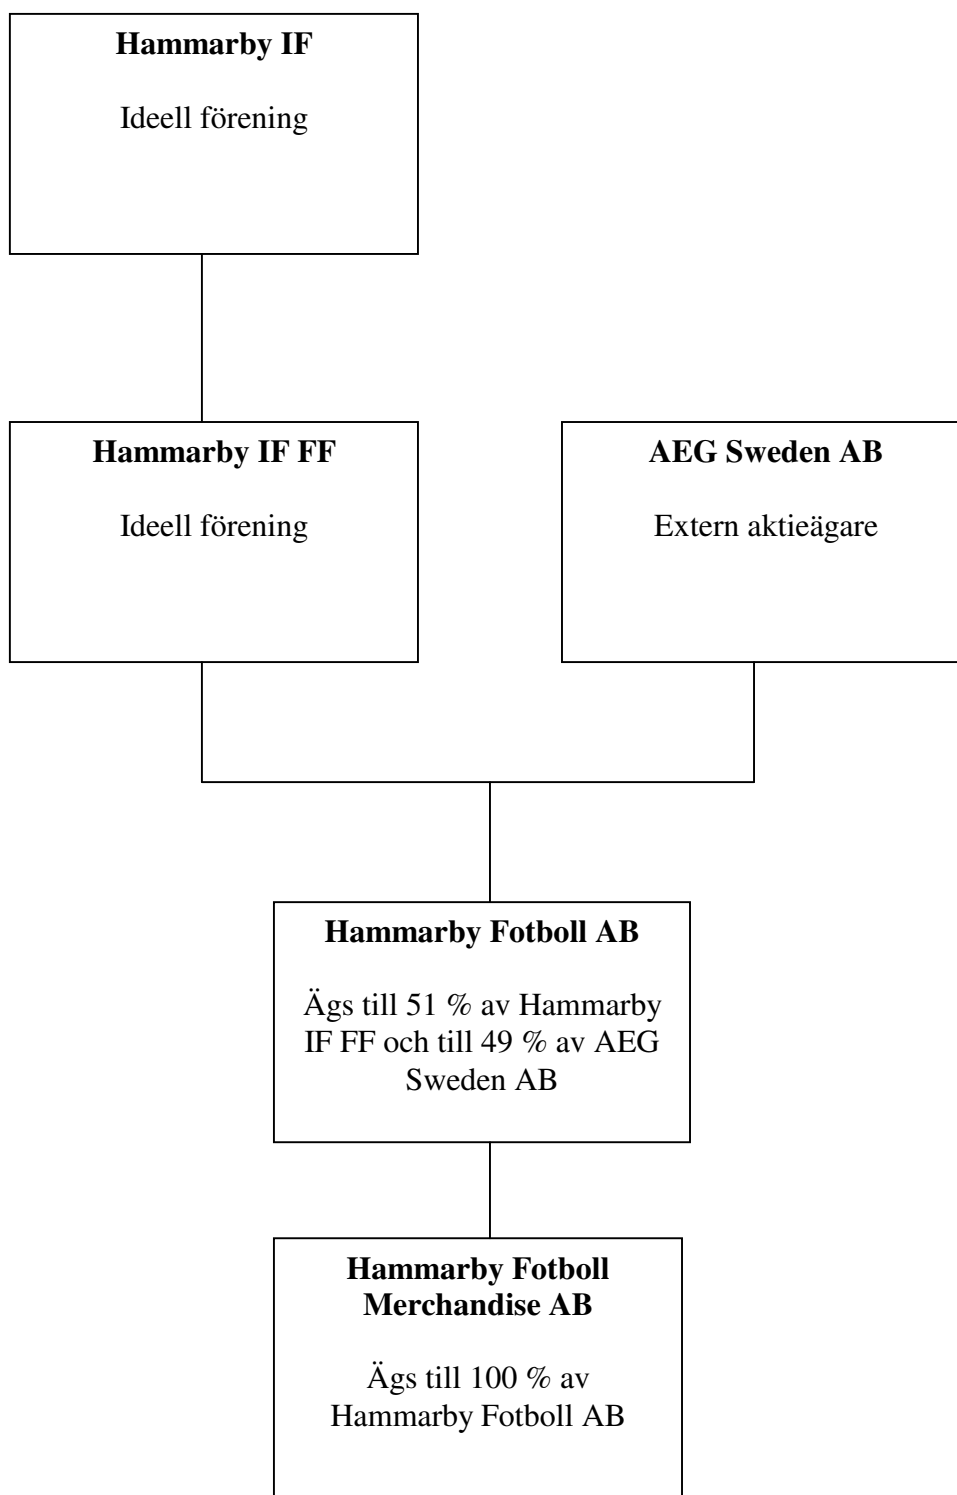 Hammarby IF
Ideell förening
Hammarby IF FF
Ideell förening
AEG Sweden AB
Extern aktieägare
Hammarby Fotboll AB
Ägs till 51 % av Hammarby
IF FF och till 49 % av AEG
Sweden AB
Hammarby Fotboll
Merchandise AB
Ägs till 100 % av
Hammarby Fotboll AB